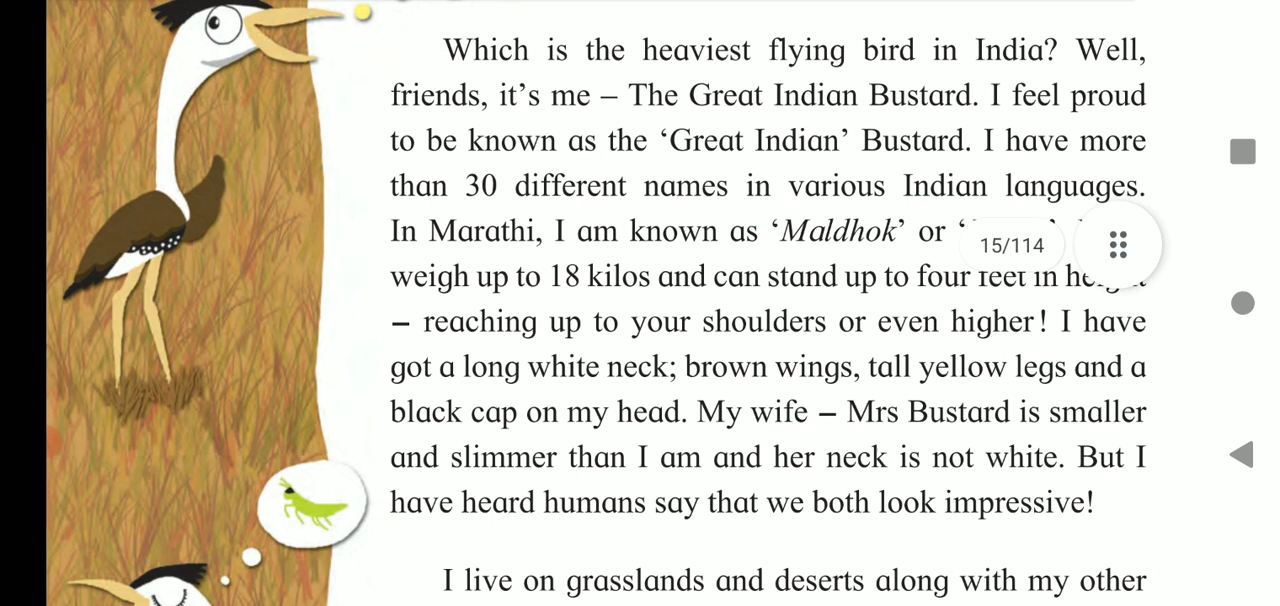 Which is the heaviest flying bird in India? Well,
friends, it's me – The Great Indian Bustard. I feel proud
to be known as the ‘Great Indian’ Bustard. I have more
than 30 different names in various Indian languages.
In Marathi, I am known as ‘Maldhok’ or
15/114
weigh up to 18 kilos and can stand up to four feet in height
– reaching up to your shoulders or even higher! I have
got a long white neck; brown wings, tall yellow legs and a
black cap on my head. My wife – Mrs Bustard is smaller
and slimmer than I am and her neck is not white. But I
have heard humans say that we both look impressive!
I live on grasslands and deserts along with my other